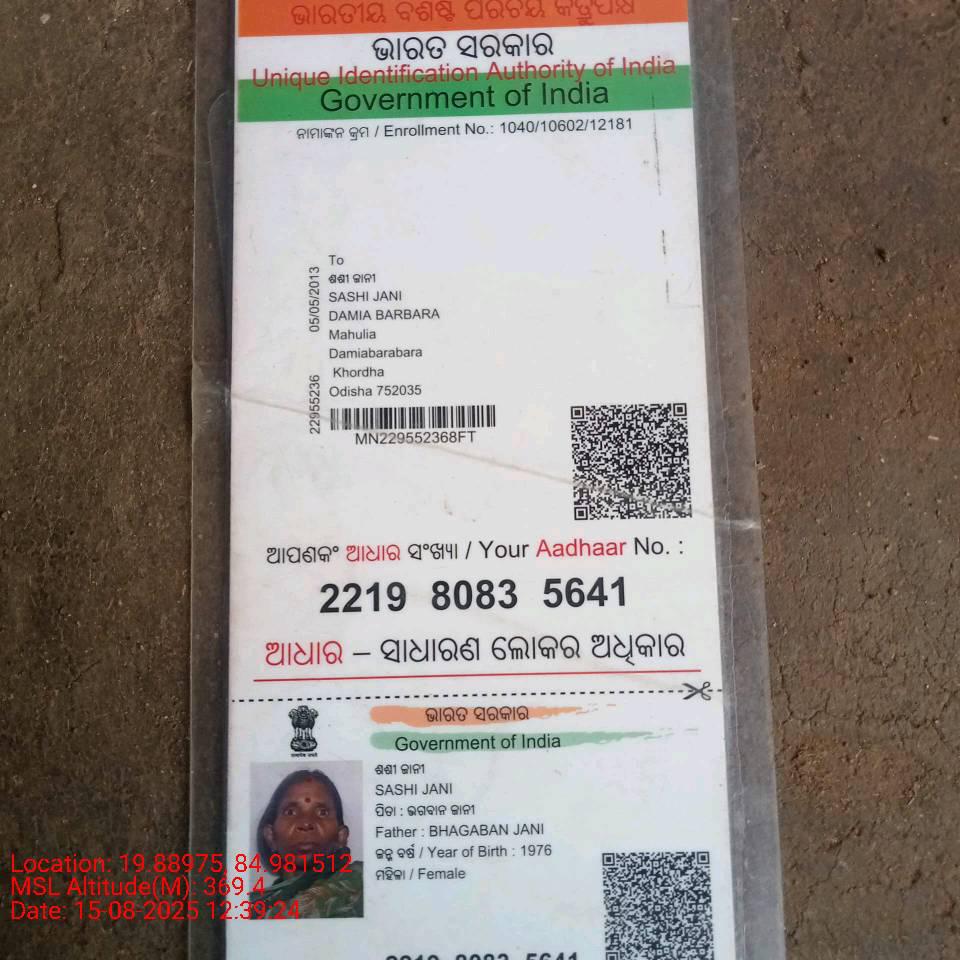 ଭାରତୀୟ
ଭାରତ ସରକାର
Unique Identification Authority of India
Government of India
ନାମାଙ୍କନ କ୍ରମ / Enrollment No.: 1040/10602/12181
05/05/2013
22955236
To
ଶଶୀ ଜାନୀ
SASHI JANI
DAMIA BARBARA
Mahulia
Damiabarabara
Khordha
Odisha 752035
MN229552368FT
ଆପଣଙ୍କ ଆଧାର ସଂଖ୍ୟା / Your Aadhaar No. :
2219 8083 5641
ଆଧାର – ସାଧାରଣ ଲୋକର ଅଧିକାର
ଭାରତ ସରକାର
Government of India
ଶଶୀ ଜାନୀ
SASHI JANI
ପିତା : ଭଗବାନ ଜାନୀ
Father : BHAGABAN JANI
ଜନ୍ମ ବର୍ଷ / Year of Birth : 1976
ମହିଳା / Female
2219 8083 5641
Location: 19.88975, 84.981512
MSL Altitude(M): 369.4
Date: 15-08-2025 12:39:24